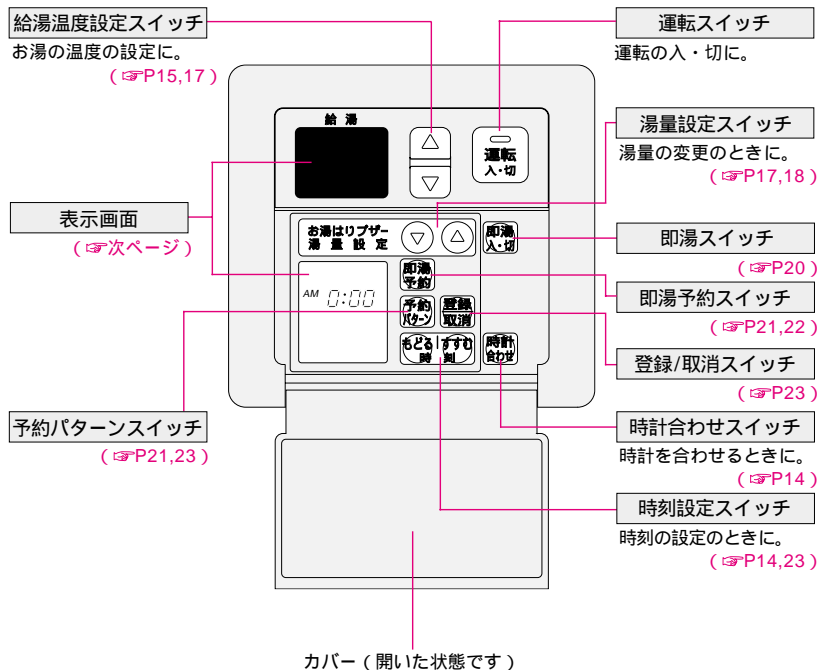 給湯温度設定スイッチ
お湯の温度の設定に。
（☞P15,17）
表示画面
（☞次ページ）
予約パターンスイッチ
（☞P21,23）
給湯
△
▽
運転
入・切
お湯はりブザー
湯量設定
▽ △
即湯
入・切
即湯
予約
AM 0:00
予約
パターン
登録
取消
もどる すすむ
時 刻
時計
合わせ
運転スイッチ
運転の入・切に。
湯量設定スイッチ
湯量の変更のときに。
（☞P17,18）
即湯スイッチ
（☞P20）
即湯予約スイッチ
（☞P21,22）
登録/取消スイッチ
（☞P23）
時計合わせスイッチ
時計を合わせるときに。
（☞P14）
時刻設定スイッチ
時刻の設定のときに。
（☞P14,23）
カバー（開いた状態です）